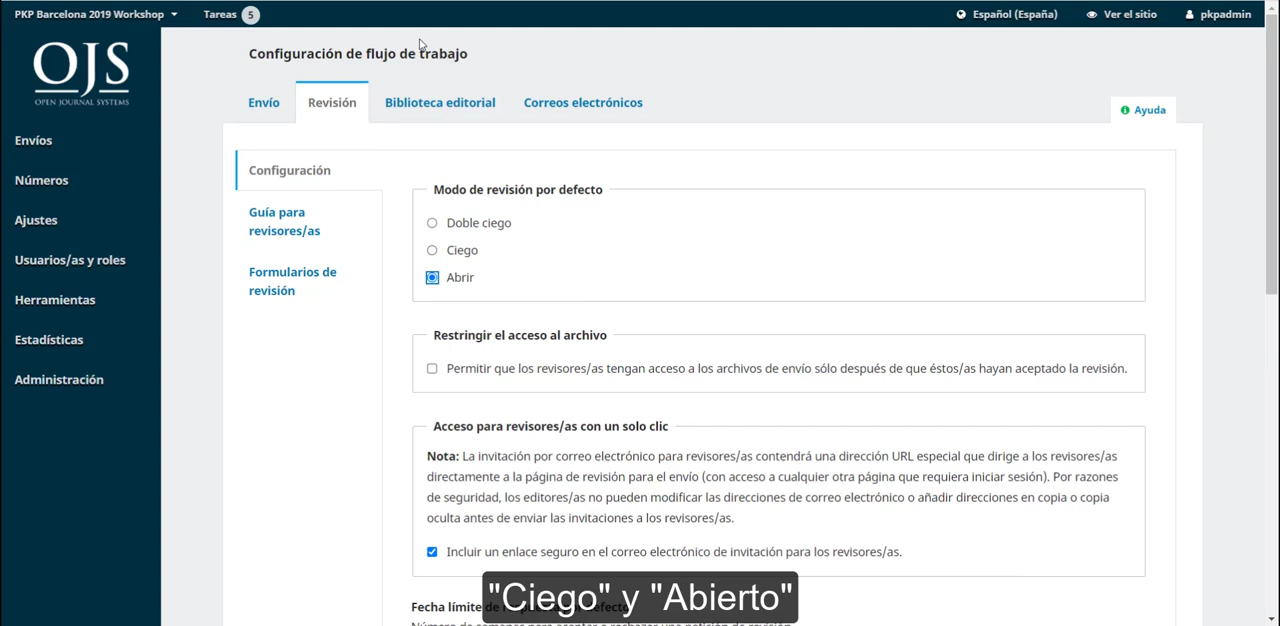 PKP Barcelona 2019 Workshop Tareas 5 Español (España) Ver el sitio pkpadmin
OJS
OPEN JOURNAL SYSTEMS
Envíos
Números
Ajustes
Usuarios/as y roles
Herramientas
Estadísticas
Administración
Configuración de flujo de trabajo
Envío Revisión Biblioteca editorial Correos electrónicos
Ayuda
Configuración
Guía para
revisores/as
Formularios de
revisión
Modo de revisión por defecto
Doble ciego
Ciego
Abrir
Restringir el acceso al archivo
Permitir que los revisores/as tengan acceso a los archivos de envío sólo después de que éstos/as hayan aceptado la revisión.
Acceso para revisores/as con un solo clic
Nota: La invitación por correo electrónico para revisores/as contendrá una dirección URL especial que dirige a los revisores/as
directamente a la página de revisión para el envío (con acceso a cualquier otra página que requiera iniciar sesión). Por razones
de seguridad, los editores/as no pueden modificar las direcciones de correo electrónico o añadir direcciones en copia o copia
oculta antes de enviar las invitaciones a los revisores/as.
Incluir un enlace seguro en el correo electrónico de invitación para los revisores/as.
Fecha límite de respuesta por defecto
"Ciego" y "Abierto"